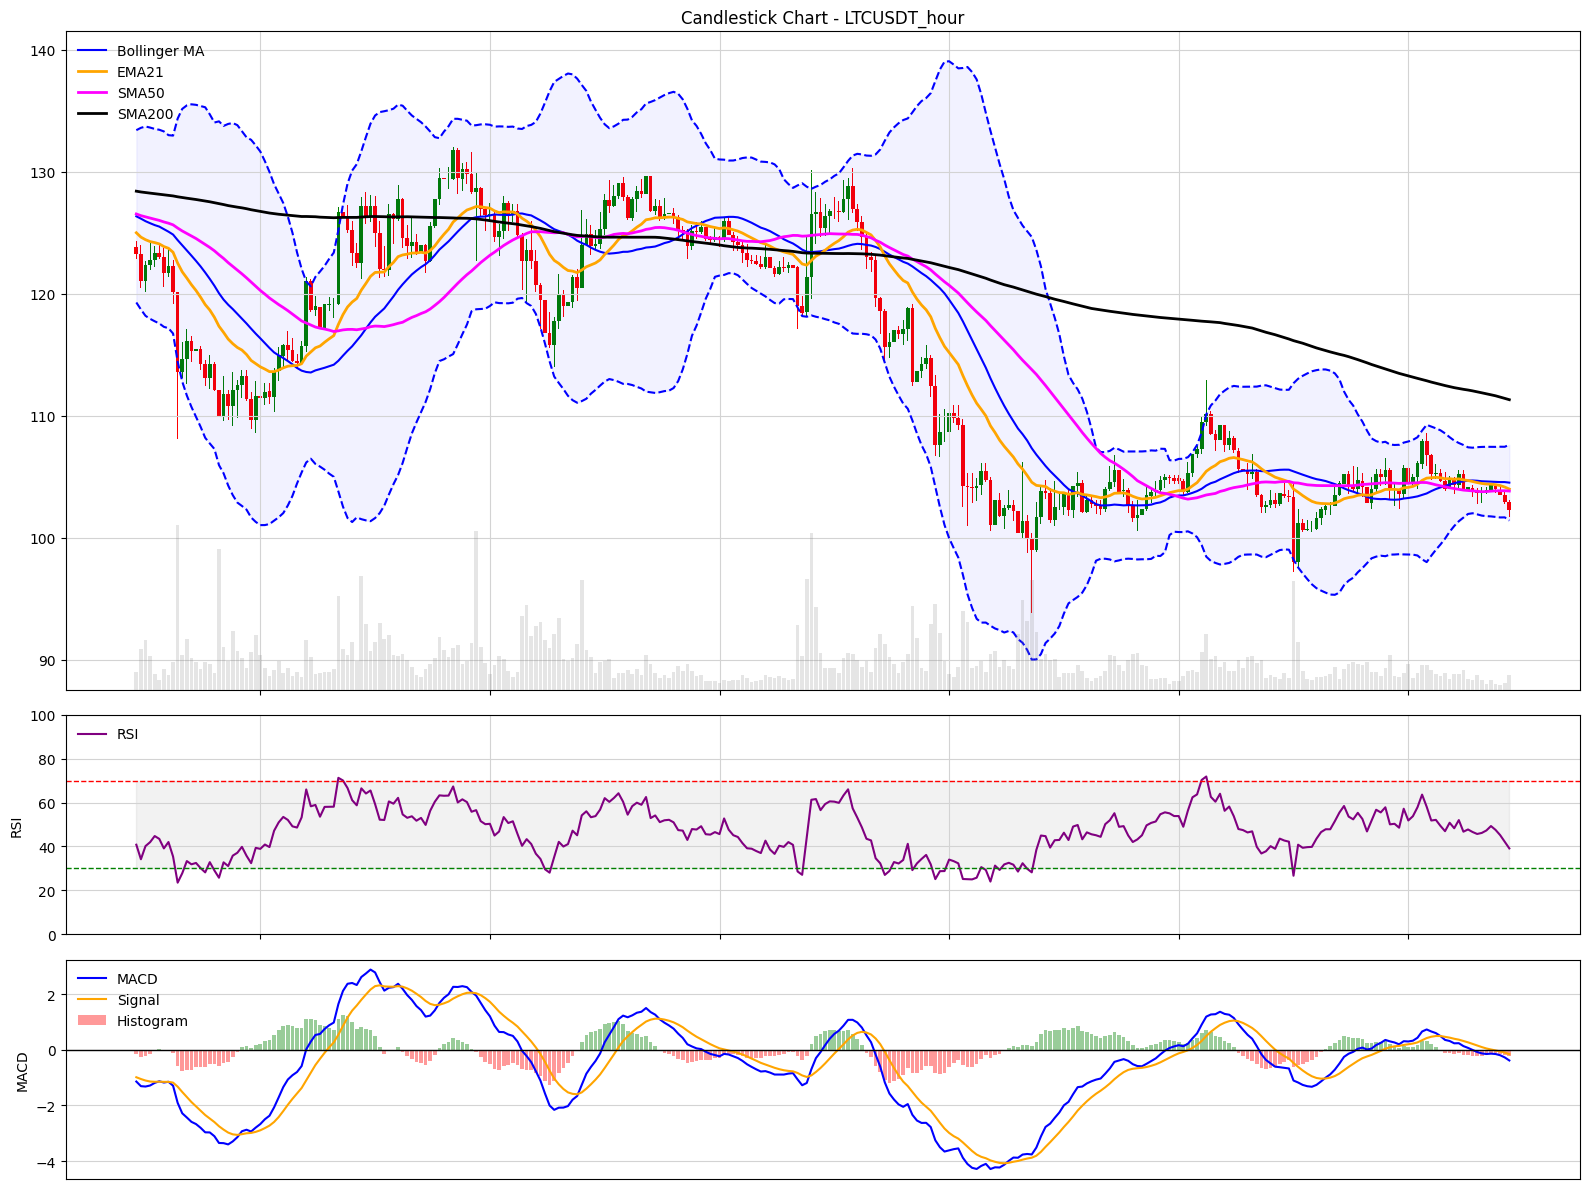 Candlestick Chart - LTCUSDT_hour
140
130
120
110
100
90
Bollinger MA
EMA21
SMA50
SMA200
100
80
60
40
20
0
RSI
RSI
2
0
−2
−4
MACD
MACD
Signal
Histogram